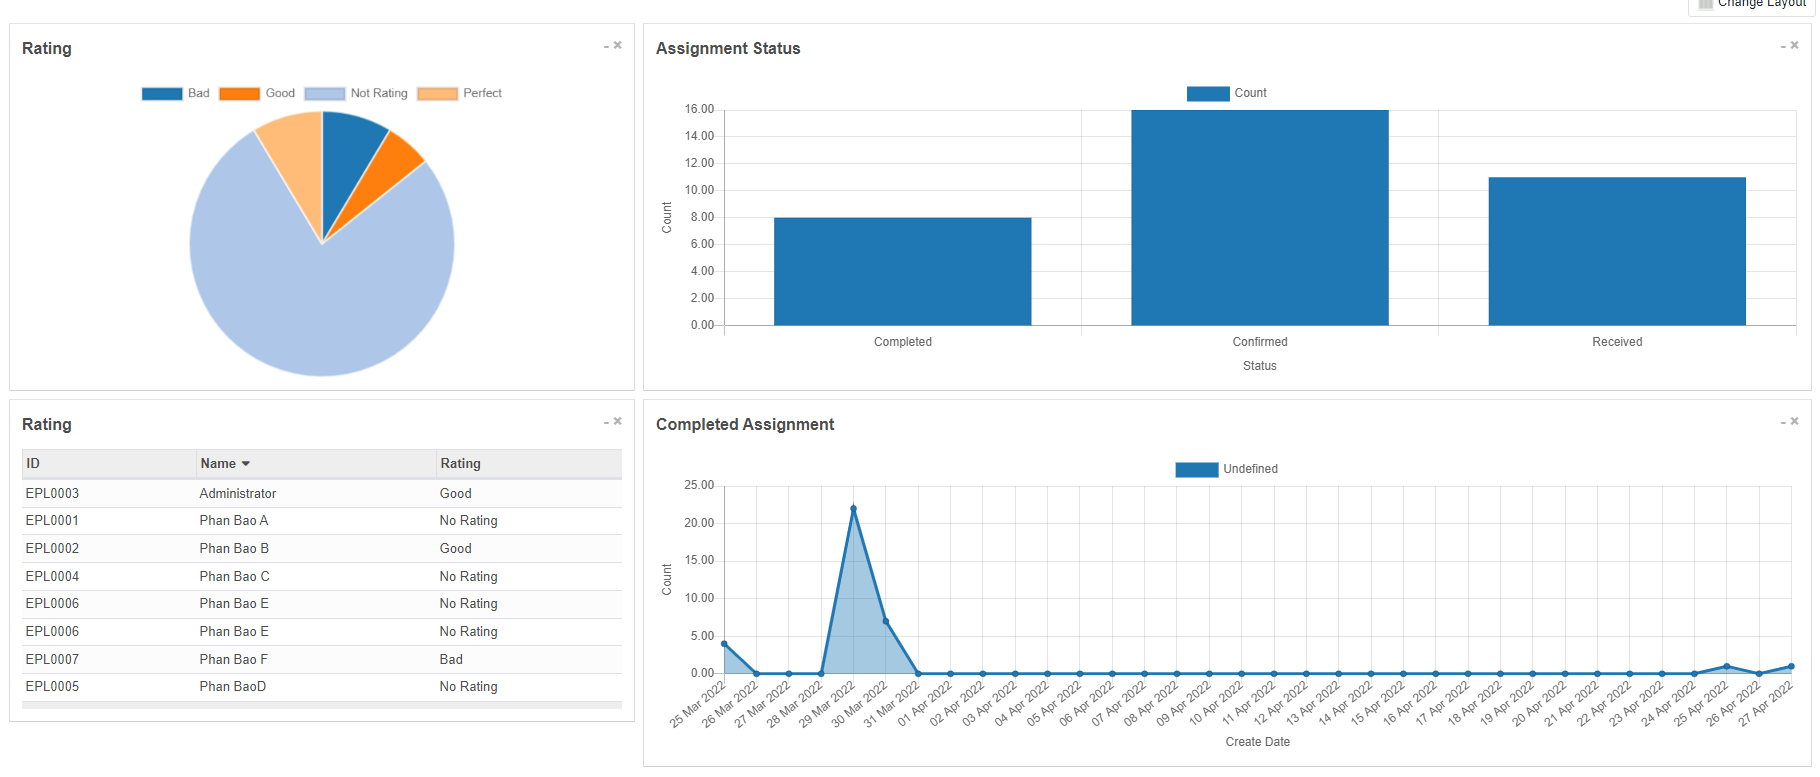 Change Layout
Rating
- ×
Bad Good Not Rating Perfect
Assignment Status
- ×
Count
16.00
14.00
12.00
10.00
8.00
6.00
4.00
2.00
0.00
Count
Completed Confirmed Received
Status
Rating
- ×
ID Name Rating
EPL0003 Administrator Good
EPL0001 Phan Bao A No Rating
EPL0002 Phan Bao B Good
EPL0004 Phan Bao C No Rating
EPL0006 Phan Bao E No Rating
EPL0006 Phan Bao E No Rating
EPL0007 Phan Bao F Bad
EPL0005 Phan BaoD No Rating
Completed Assignment
- ×
Undefined
25.00
20.00
15.00
10.00
5.00
0.00
Count
25 Mar 2022
26 Mar 2022
27 Mar 2022
28 Mar 2022
29 Mar 2022
30 Mar 2022
31 Mar 2022
01 Apr 2022
02 Apr 2022
03 Apr 2022
04 Apr 2022
05 Apr 2022
06 Apr 2022
07 Apr 2022
08 Apr 2022
09 Apr 2022
10 Apr 2022
11 Apr 2022
12 Apr 2022
13 Apr 2022
14 Apr 2022
15 Apr 2022
16 Apr 2022
17 Apr 2022
18 Apr 2022
19 Apr 2022
20 Apr 2022
21 Apr 2022
22 Apr 2022
23 Apr 2022
24 Apr 2022
25 Apr 2022
26 Apr 2022
27 Apr 2022
Create Date